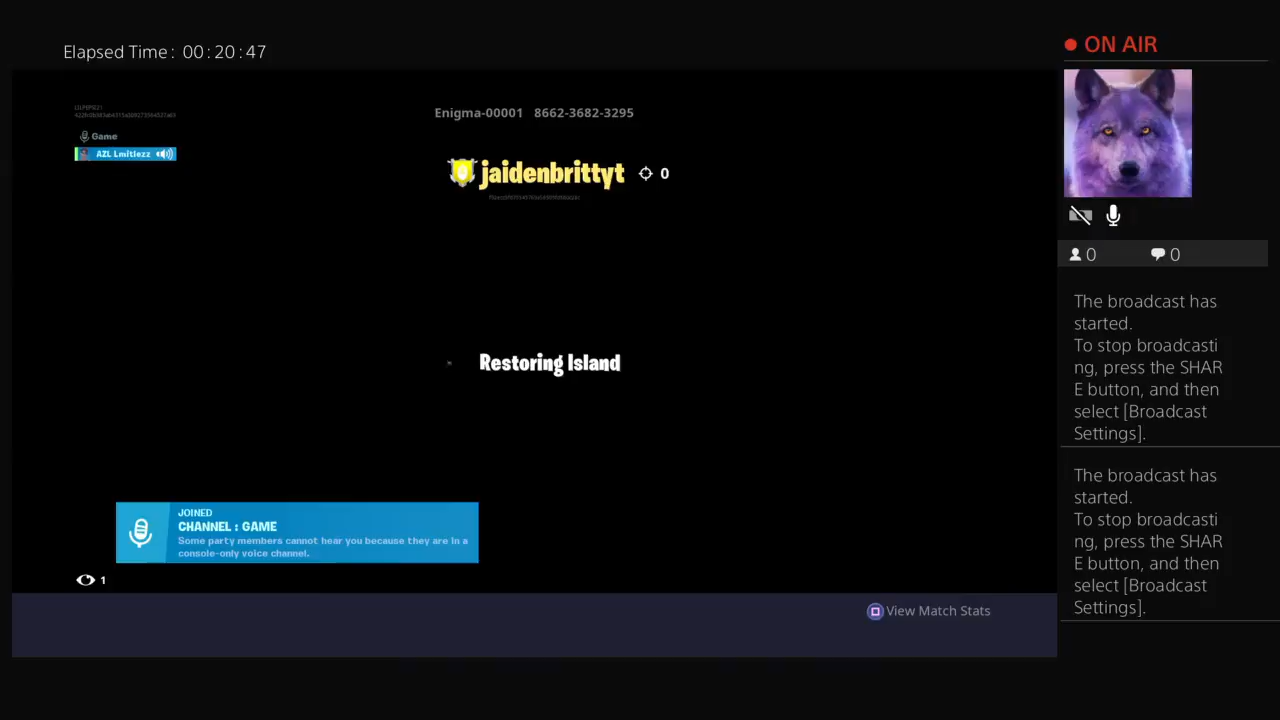 Elapsed Time: 00:20:47
ON AIR
Game
AZL Lmitlezz
Enigma-00001 8662-3682-3295
jaidenbrittyt 0
Restoring Island
JOINED
CHANNEL : GAME
Some party members cannot hear you because they are in a
console-only voice channel.
1
View Match Stats
0 0
The broadcast has
started.
To stop broadcasti
ng, press the SHAR
E button, and then
select [Broadcast
Settings].
The broadcast has
started.
To stop broadcasti
ng, press the SHAR
E button, and then
select [Broadcast
Settings].